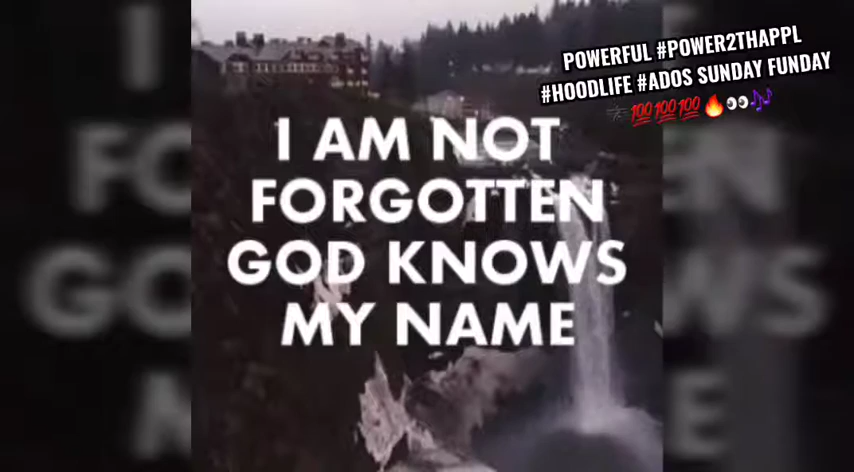 POWERFUL #POWER2THAPPL
#HOODLIFE #ADOS SUNDAY FUNDAY
💯💯💯🔥👀🎶
I AM NOT
FORGOTTEN
GOD KNOWS
MY NAME